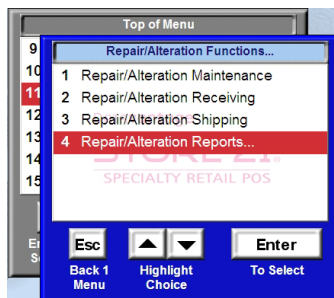 Top of Menu
9
10
11
12
13
14
15
Repair/Alteration Functions...
1 Repair/Alteration Maintenance
2 Repair/Alteration Receiving
3 Repair/Alteration Shipping
4 Repair/Alteration Reports...
SPECIALTY RETAIL POS
Esc
Enter
Back 1
Menu
Highlight
Choice
To Select